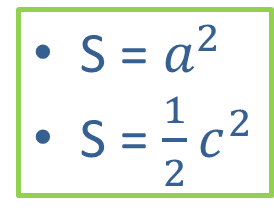 • S = a²
• S = 1/2 c²